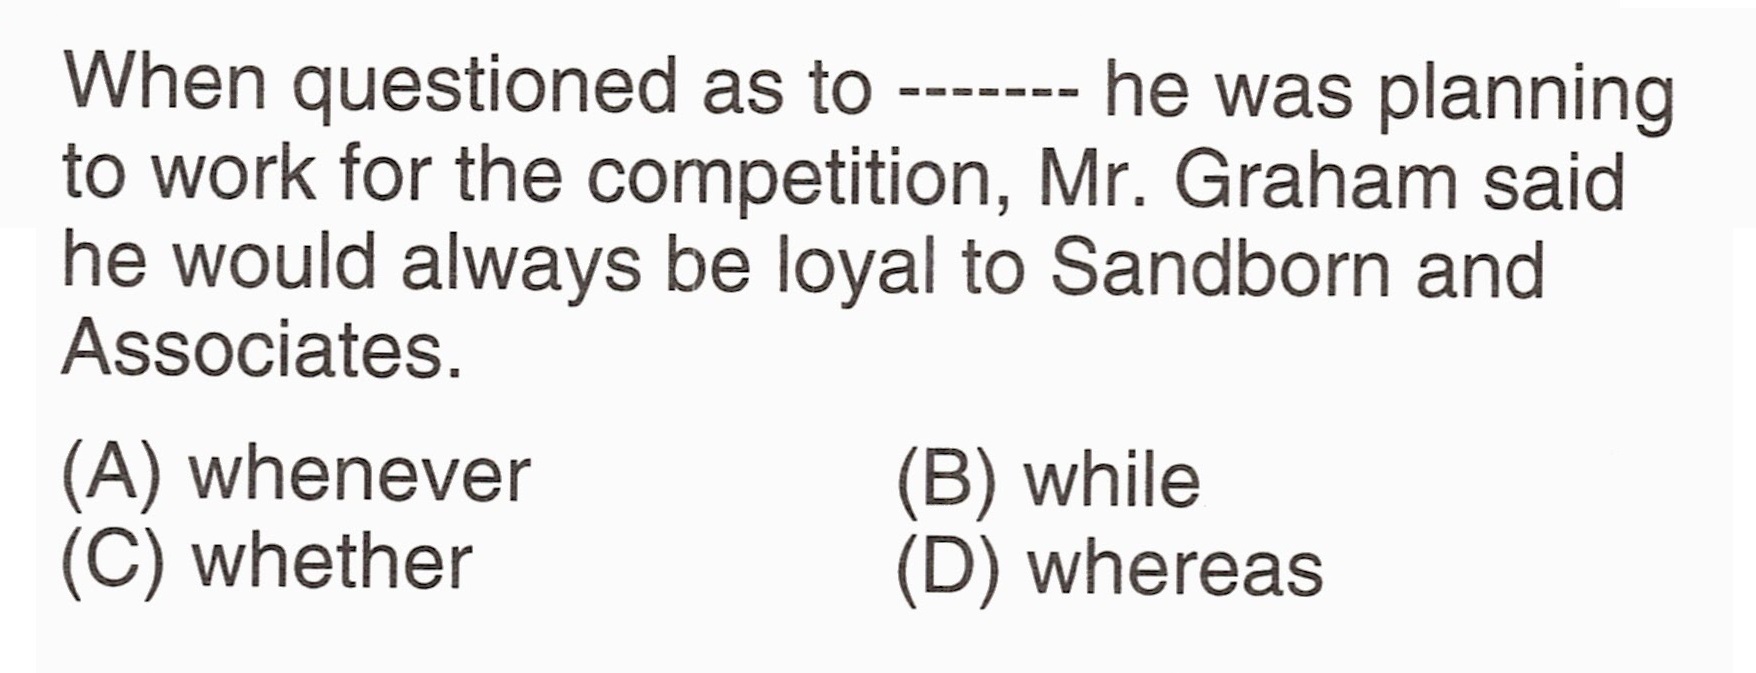 When questioned as to ------- he was planning
to work for the competition, Mr. Graham said
he would always be loyal to Sandborn and
Associates.
(A) whenever
(B) while
(C) whether
(D) whereas